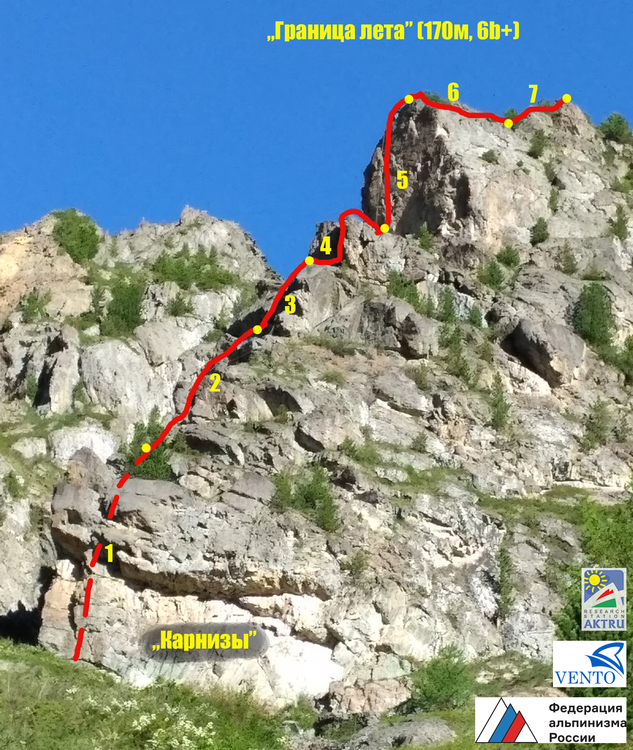 „Граница лета” (170м, 6b+)
6
7
5
4
3
2
1
„Карнизы”
RESEARCH
STATION
AKTRU
VENTO
Федерация
альпинизма
России